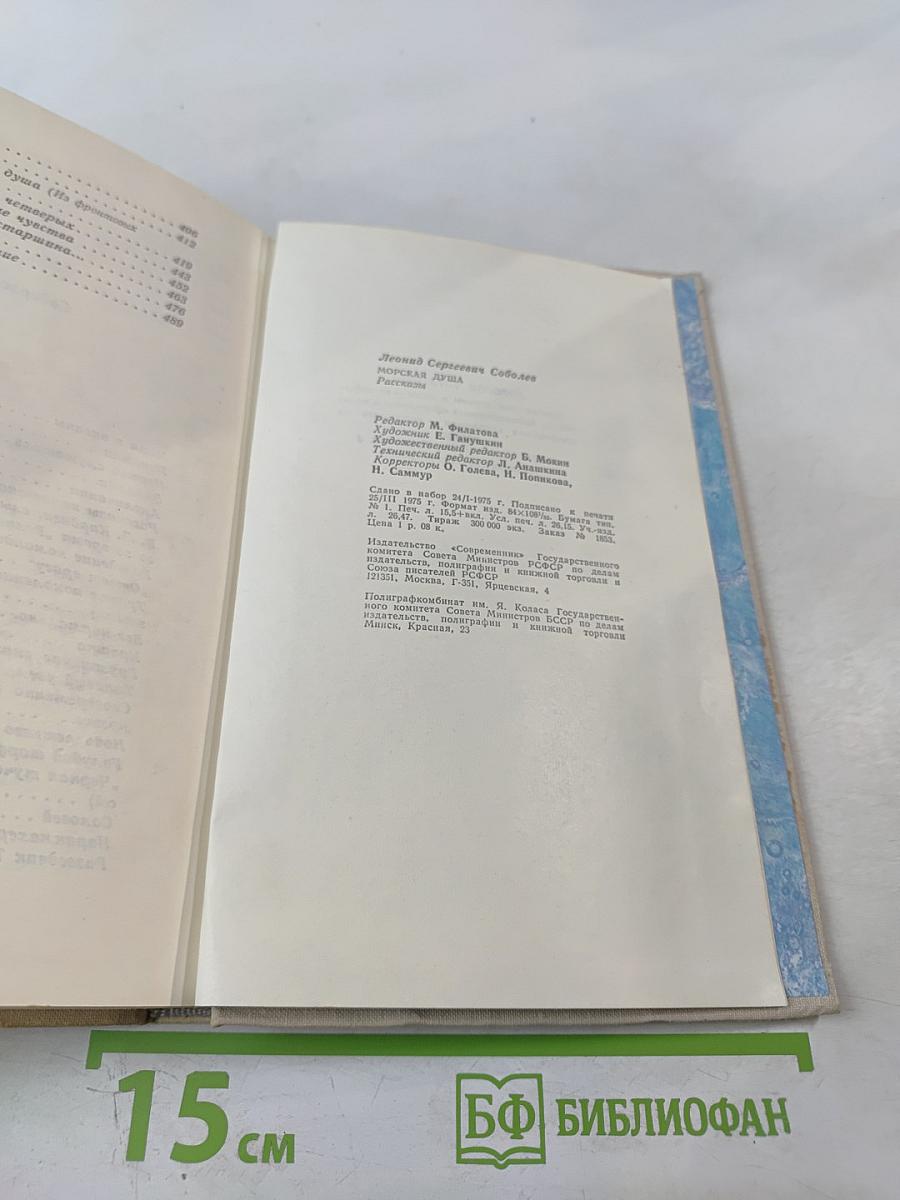 душа (Из фронтовых
406
412
четверых
419
чувства
443
старшина...
452
463
476
489
Леонид Сергеевич Соболев
МОРСКАЯ ДУША
Рассказы
Редактор М. Филатова
Художник Е. Ганушкин
Художественный редактор Б. Мокин
Технический редактор Л. Анашкина
Корректоры О. Голева, Н. Попикова,
Н. Саммур
Сдано в набор 24/I-1975 г. Подписано к печати
25/III 1975 г. Формат изд. 84×108¹/₃₂. Бумага тип.
№ 1. Печ. л. 15,5+вкл. Усл. печ. л. 26,15. Уч.-изд.
л. 26,47. Тираж 300 000 экз. Заказ № 1853.
Цена 1 р. 08 к.
Издательство «Современник» Государственного
комитета Совета Министров РСФСР по делам
издательств, полиграфии и книжной торговли и
Союза писателей РСФСР
121351, Москва, Г-351, Ярцевская, 4
Полиграфкомбинат им. Я. Коласа Государствен-
ного комитета Совета Министров БССР по делам
издательств, полиграфии и книжной торговли
Минск, Красная, 23
15 см
БФ БИБЛИОФАН